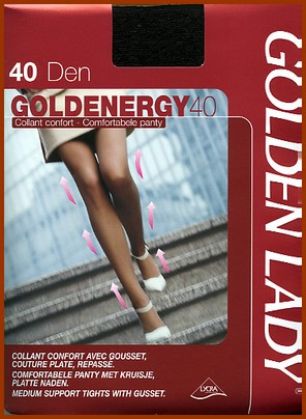 40 Den
GOLDENERGY40
Collant confort - Comfortabele panty
GOLDEN LADY
COLLANT CONFORT AVEC GOUSSET,
COUTURE PLATE, REPASSÉ.
COMFORTABELE PANTY MET KRUISJE,
PLATTE NADEN.
MEDIUM SUPPORT TIGHTS WITH GUSSET.
LYCRA